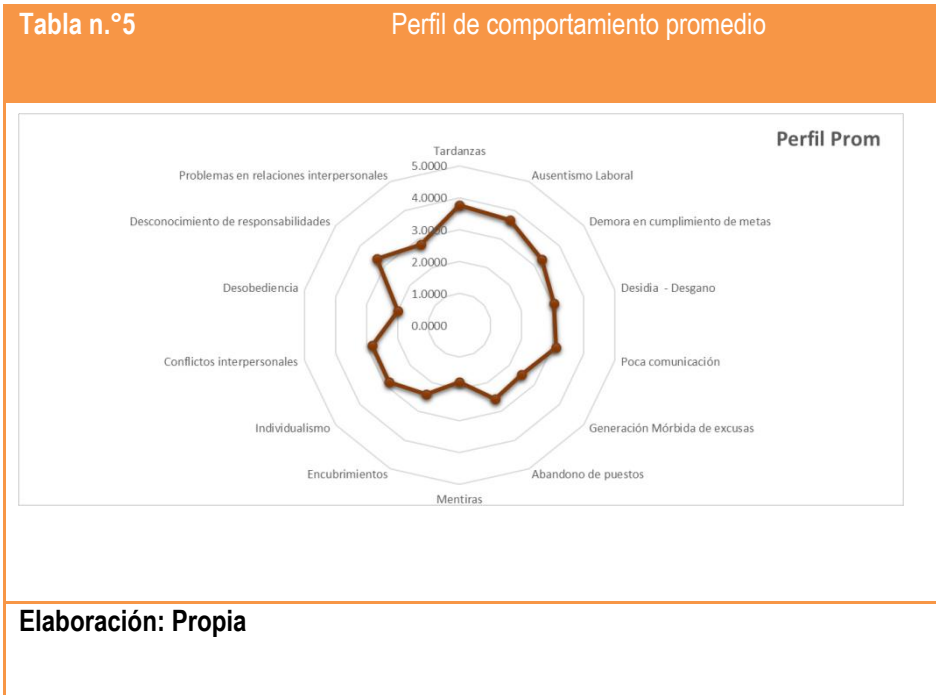 Tabla n.°5 Perfil de comportamiento promedio
Perfil Prom
Tardanzas
5.0000
Problemas en relaciones interpersonales
Ausentismo Laboral
4.0000
Desconocimiento de responsabilidades
Demora en cumplimiento de metas
3.0000
2.0000
Desobediencia
Desidia - Desgano
1.0000
0.0000
Conflictos interpersonales
Poca comunicación
Individualismo
Generación Mórbida de excusas
Encubrimientos
Abandono de puestos
Mentiras
Elaboración: Propia